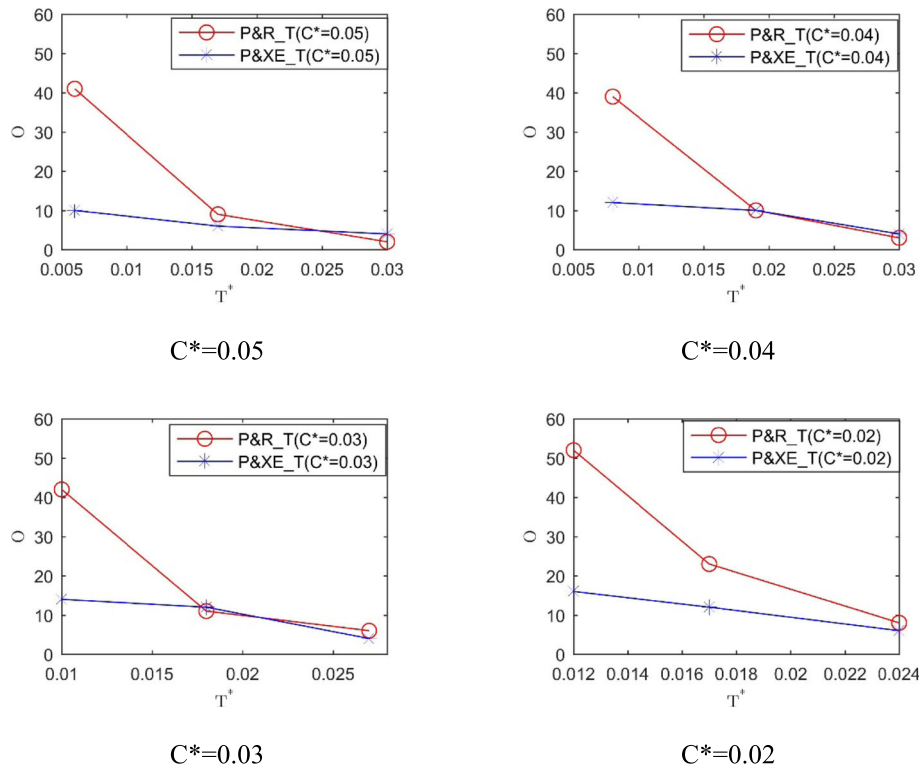 60
50
40
30
20
10
0
O
P&R_T(C*=0.05)
P&XE_T(C*=0.05)
0.005 0.01 0.015 0.02 0.025 0.03
T*
C*=0.05
60
50
40
30
20
10
0
O
P&R_T(C*=0.04)
P&XE_T(C*=0.04)
0.005 0.01 0.015 0.02 0.025 0.03
T*
C*=0.04
60
50
40
30
20
10
0
O
P&R_T(C*=0.03)
P&XE_T(C*=0.03)
0.01 0.015 0.02 0.025
T*
C*=0.03
60
50
40
30
20
10
0
O
P&R_T(C*=0.02)
P&XE_T(C*=0.02)
0.012 0.014 0.016 0.018 0.02 0.022 0.024
T*
C*=0.02